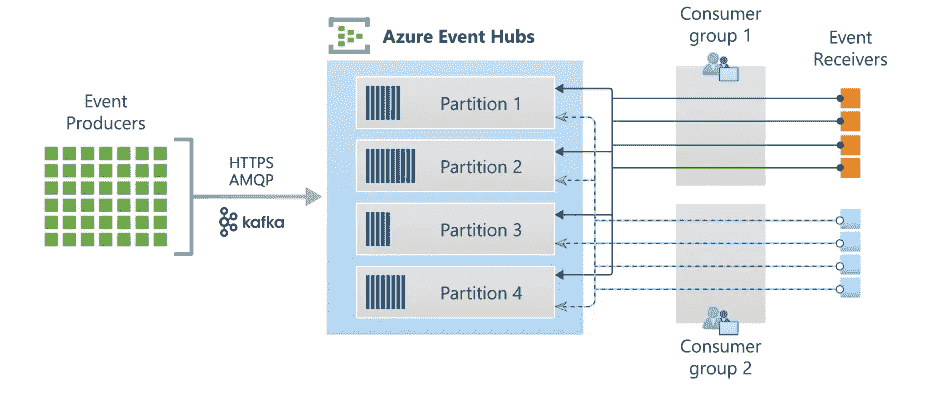 Azure Event Hubs
Consumer
group 1
Event
Receivers
Event
Producers
HTTPS
AMQP
kafka
Partition 1
Partition 2
Partition 3
Partition 4
Consumer
group 2